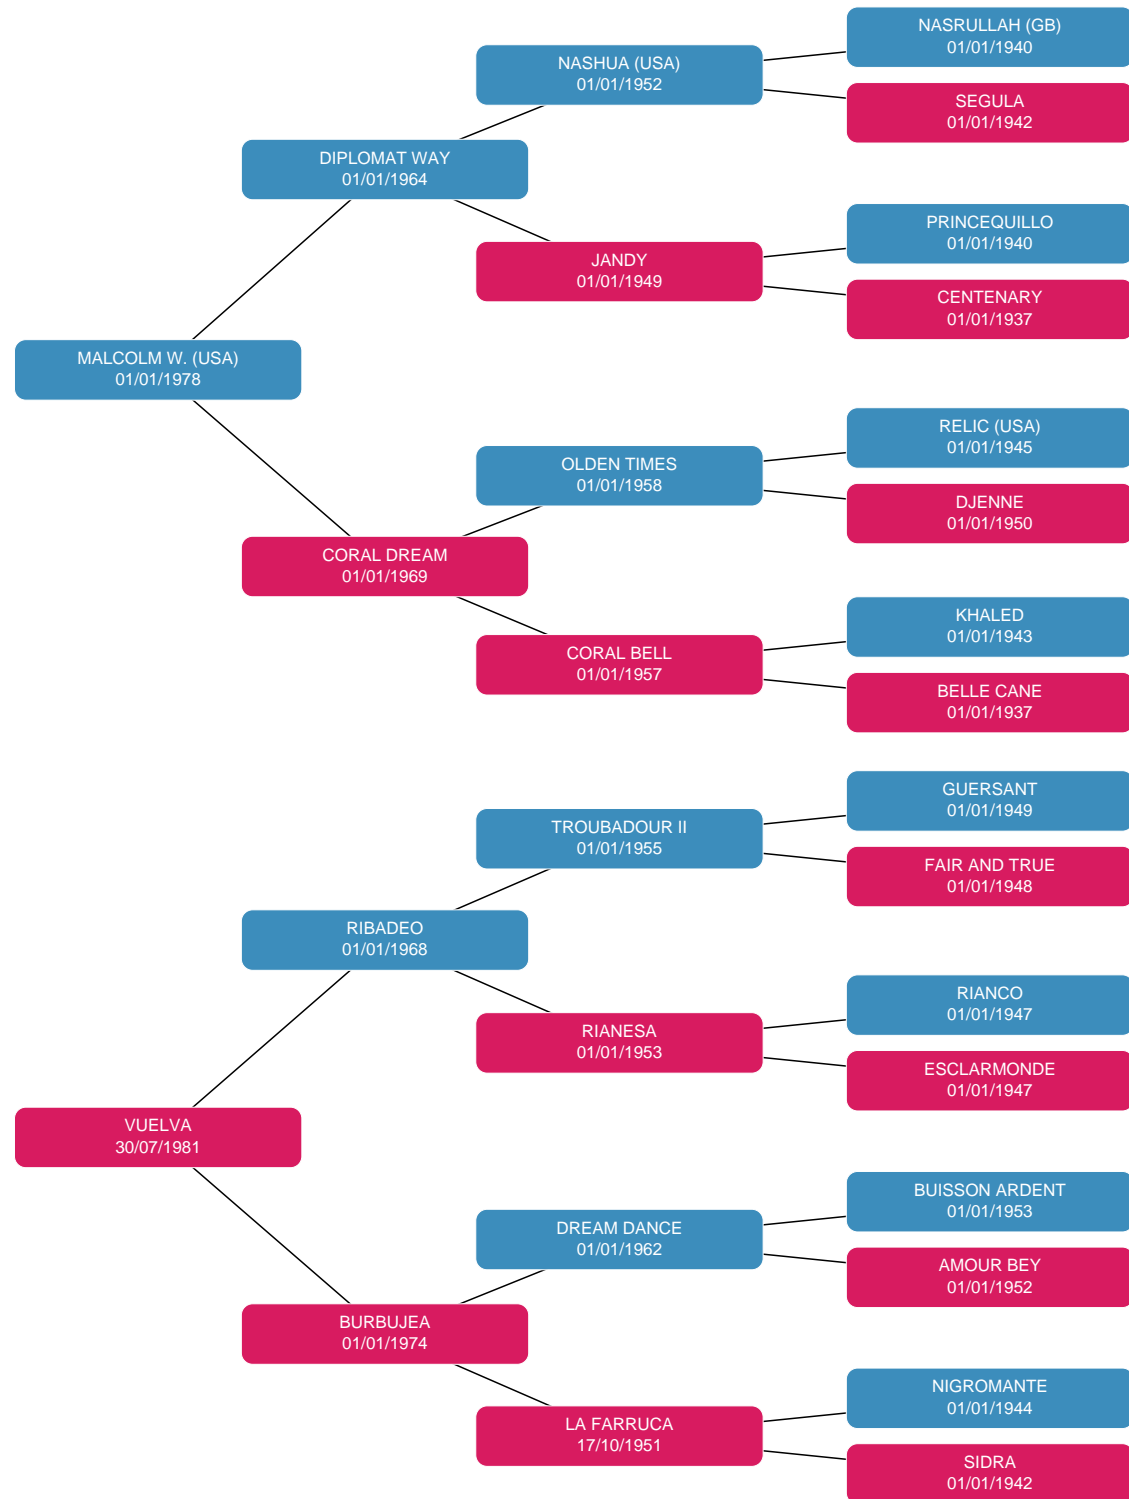 NASRULLAH (GB)
01/01/1940
NASHUA (USA)
01/01/1952
SEGULA
01/01/1942
DIPLOMAT WAY
01/01/1964
PRINCEQUILLO
01/01/1940
JANDY
01/01/1949
CENTENARY
01/01/1937
MALCOLM W. (USA)
01/01/1978
RELIC (USA)
01/01/1945
OLDEN TIMES
01/01/1958
DJENNE
01/01/1950
CORAL DREAM
01/01/1969
KHALED
01/01/1943
CORAL BELL
01/01/1957
BELLE CANE
01/01/1937
GUERSANT
01/01/1949
TROUBADOUR II
01/01/1955
FAIR AND TRUE
01/01/1948
RIBADEO
01/01/1968
RIANCO
01/01/1947
RIANESA
01/01/1953
ESCLARMONDE
01/01/1947
VUELVA
30/07/1981
BUISSON ARDENT
01/01/1953
DREAM DANCE
01/01/1962
AMOUR BEY
01/01/1952
BURBUJEA
01/01/1974
NIGROMANTE
01/01/1944
LA FARRUCA
17/10/1951
SIDRA
01/01/1942